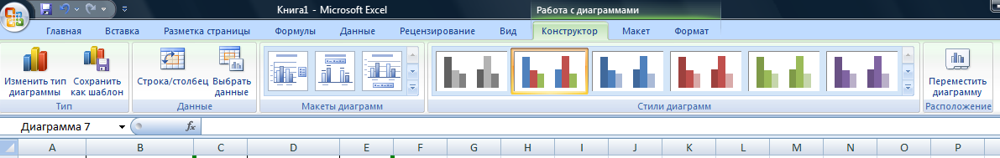 Книга1 - Microsoft Excel
Работа с диаграммами
Главная Вставка Разметка страницы Формулы Данные Рецензирование Вид Конструктор Макет Формат
Изменить тип диаграммы
Сохранить как шаблон
Строка/столбец
Выбрать данные
Переместить диаграмму
Тип Данные Макеты диаграмм Стили диаграмм Расположение
Диаграмма 7 fx
A B C D E F G H I J K L M N O P